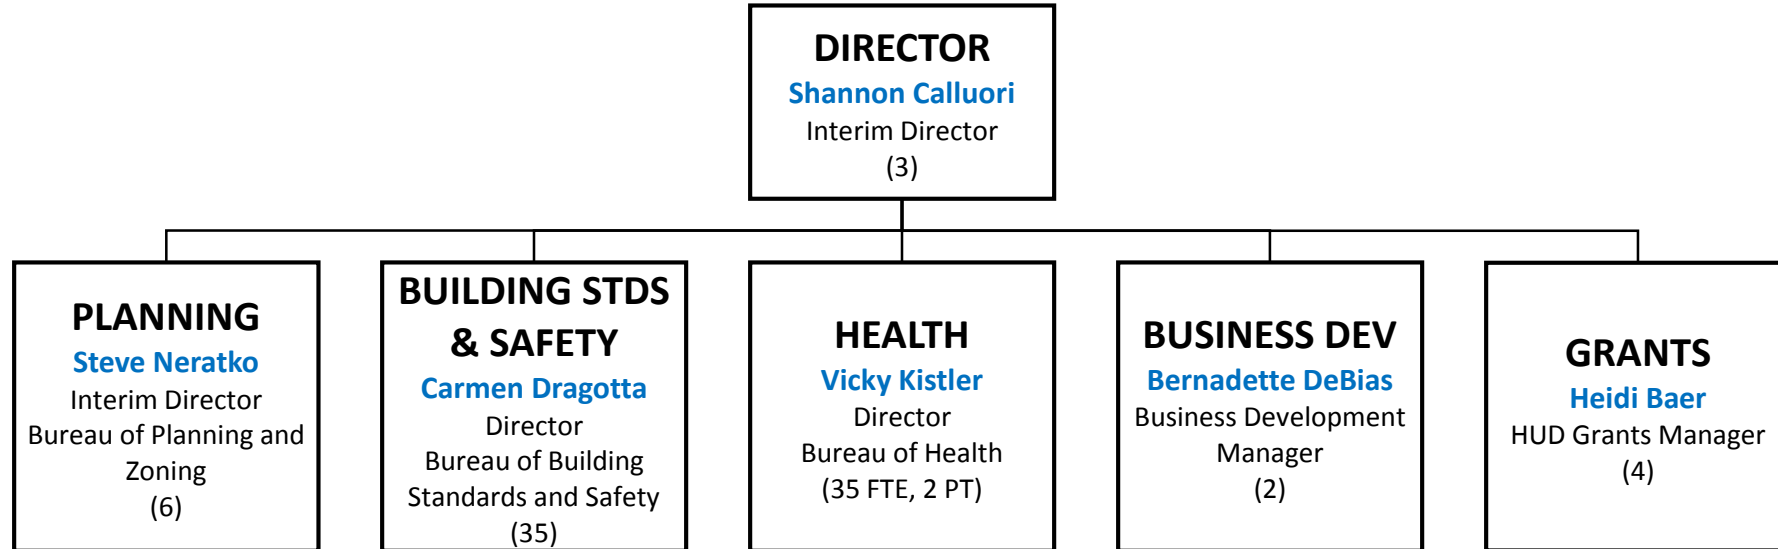 DIRECTOR
Shannon Calluori
Interim Director
(3)
PLANNING
Steve Neratko
Interim Director
Bureau of Planning and
Zoning
(6)
BUILDING STDS
& SAFETY
Carmen Dragotta
Director
Bureau of Building
Standards and Safety
(35)
HEALTH
Vicky Kistler
Director
Bureau of Health
(35 FTE, 2 PT)
BUSINESS DEV
Bernadette DeBias
Business Development
Manager
(2)
GRANTS
Heidi Baer
HUD Grants Manager
(4)